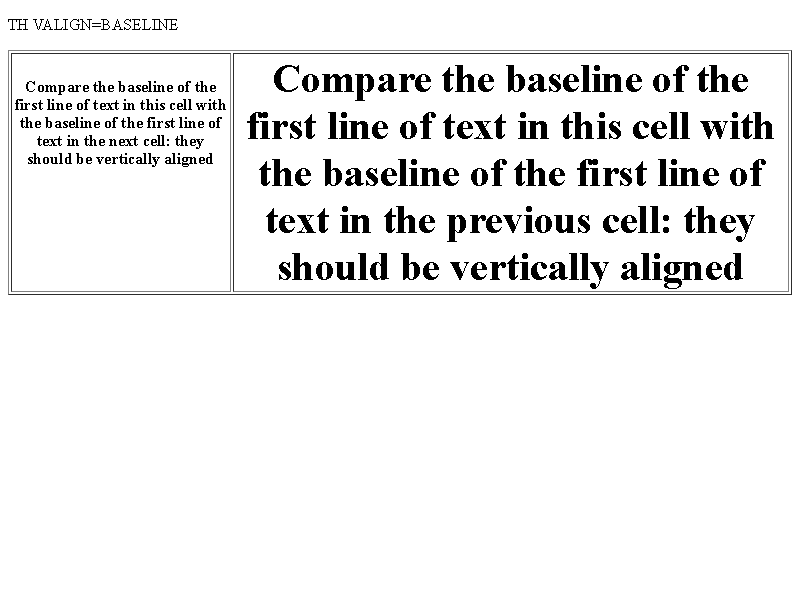 TH VALIGN=BASELINE
Compare the baseline of the
first line of text in this cell with
the baseline of the first line of
text in the next cell: they
should be vertically aligned
Compare the baseline of the
first line of text in this cell with
the baseline of the first line of
text in the previous cell: they
should be vertically aligned